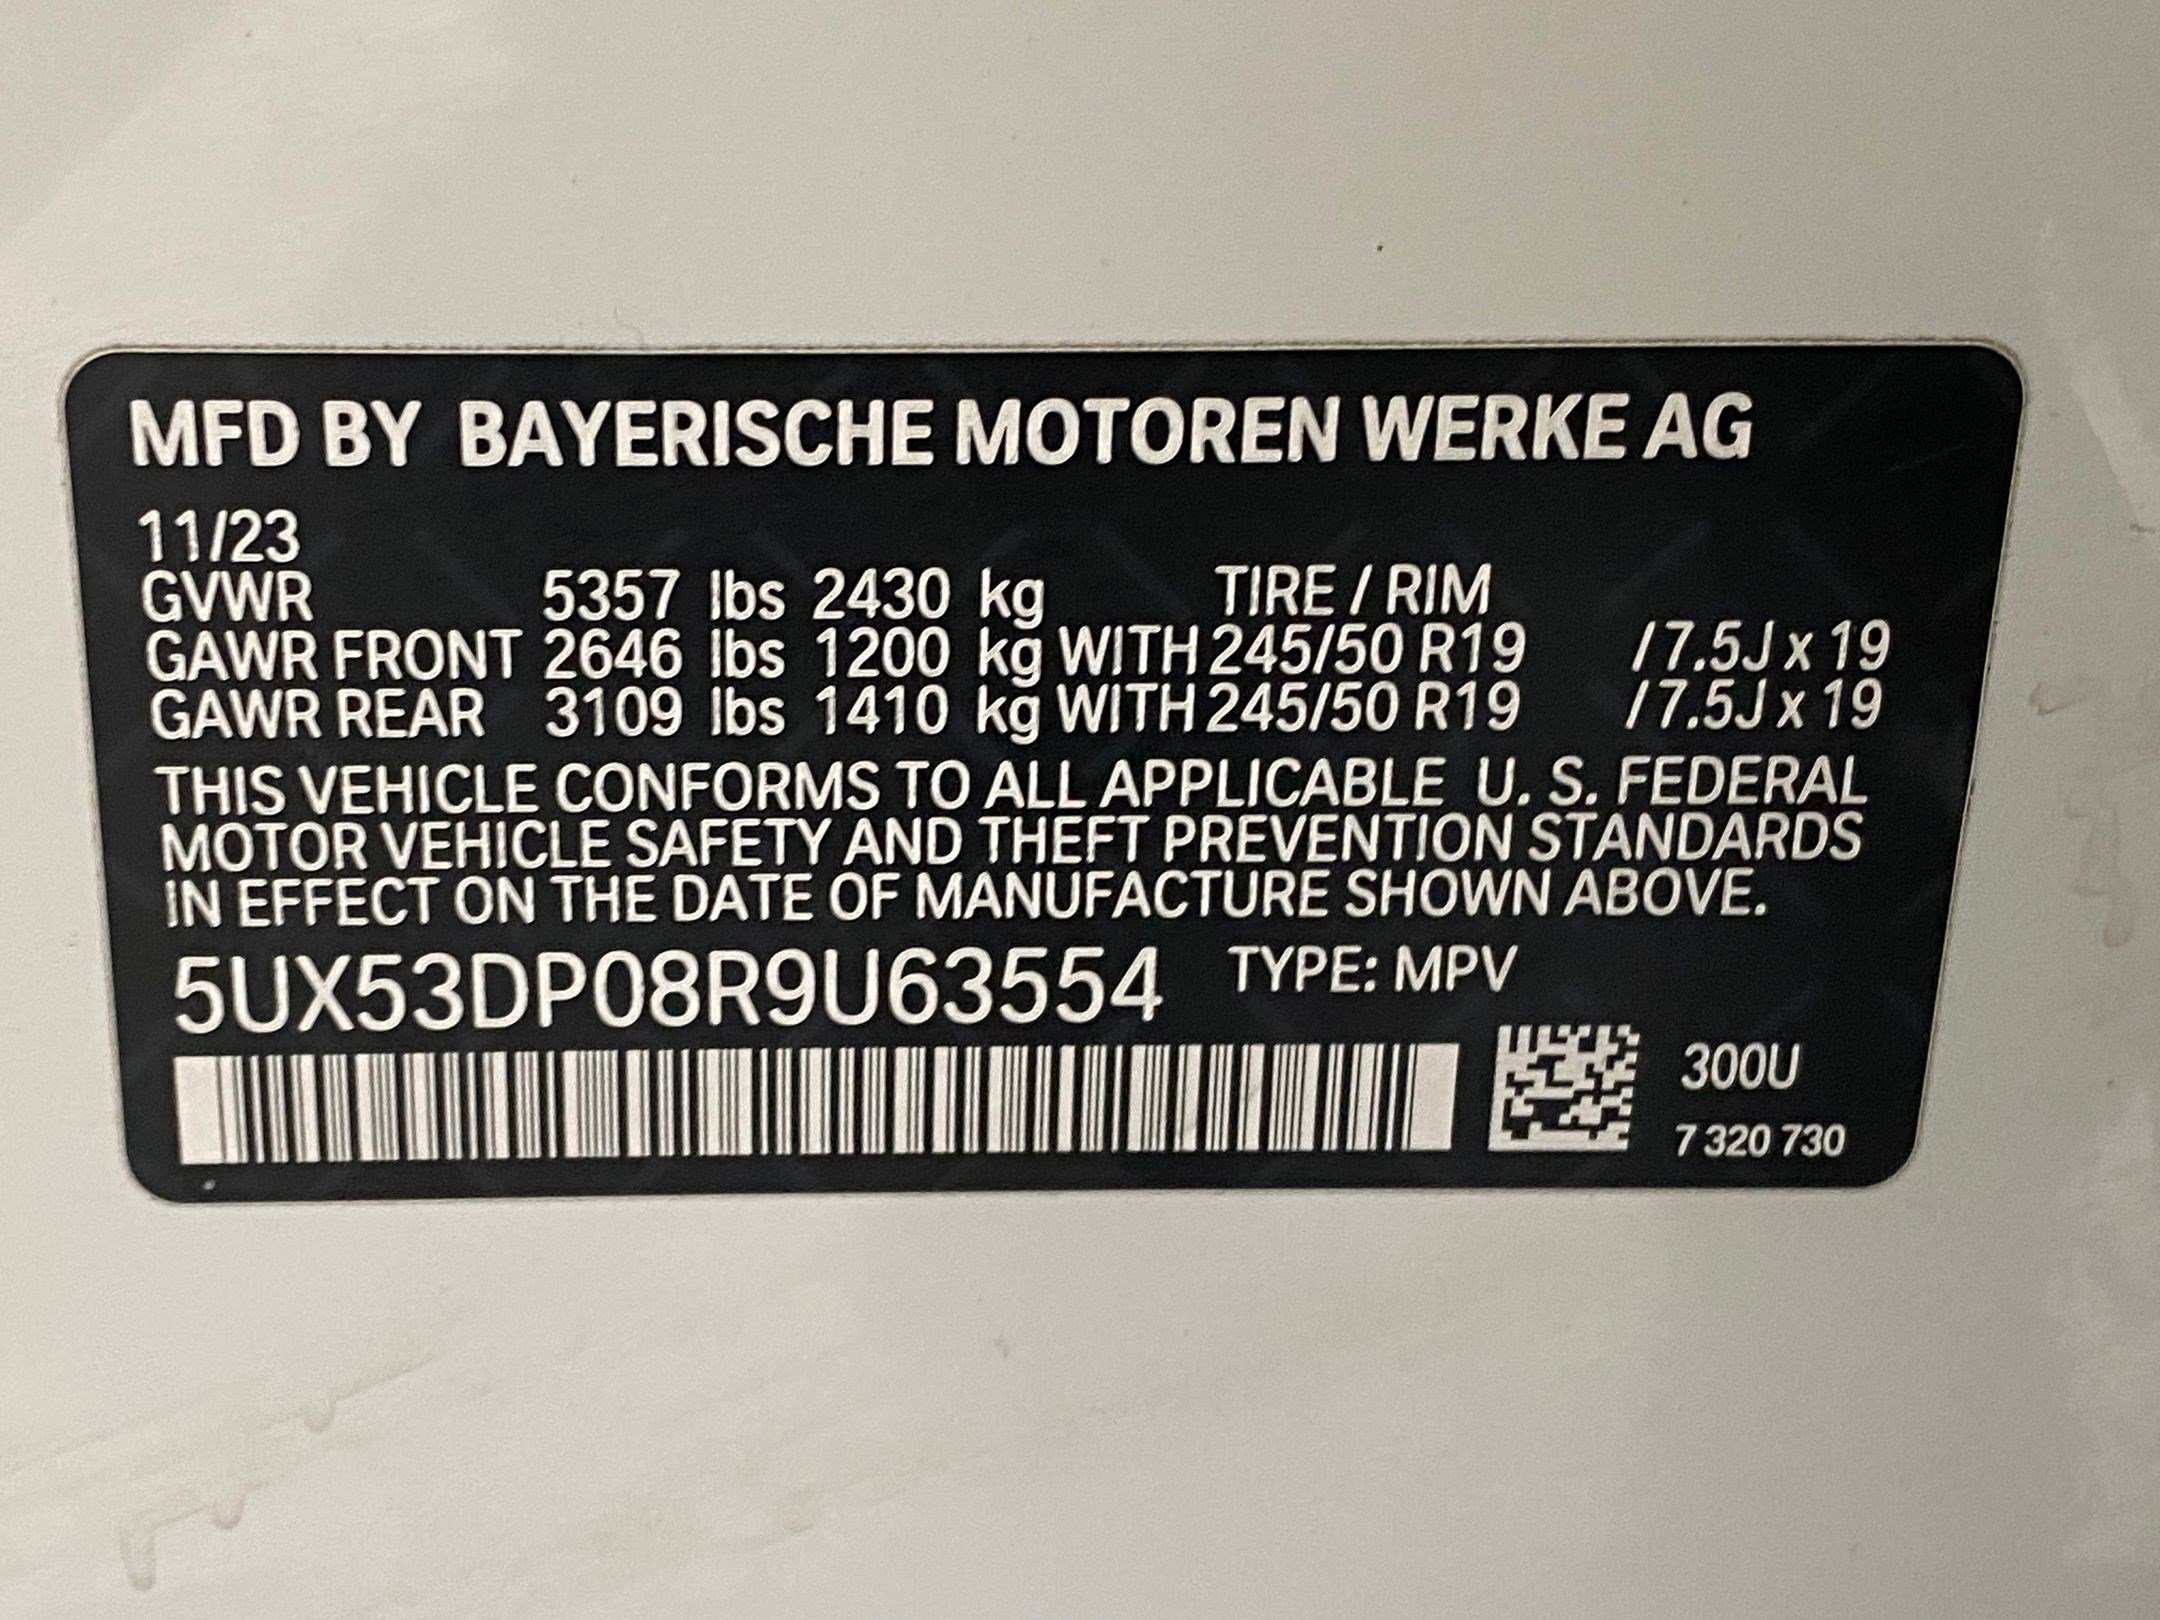 MFD BY BAYERISCHE MOTOREN WERKE AG
11/23
GVWR 5357 lbs 2430 kg TIRE / RIM
GAWR FRONT 2646 lbs 1200 kg WITH 245/50 R19 / 7.5J x 19
GAWR REAR 3109 lbs 1410 kg WITH 245/50 R19 / 7.5J x 19
THIS VEHICLE CONFORMS TO ALL APPLICABLE U. S. FEDERAL
MOTOR VEHICLE SAFETY AND THEFT PREVENTION STANDARDS
IN EFFECT ON THE DATE OF MANUFACTURE SHOWN ABOVE.
5UX53DP08R9U63554 TYPE: MPV
300U
7 320 730